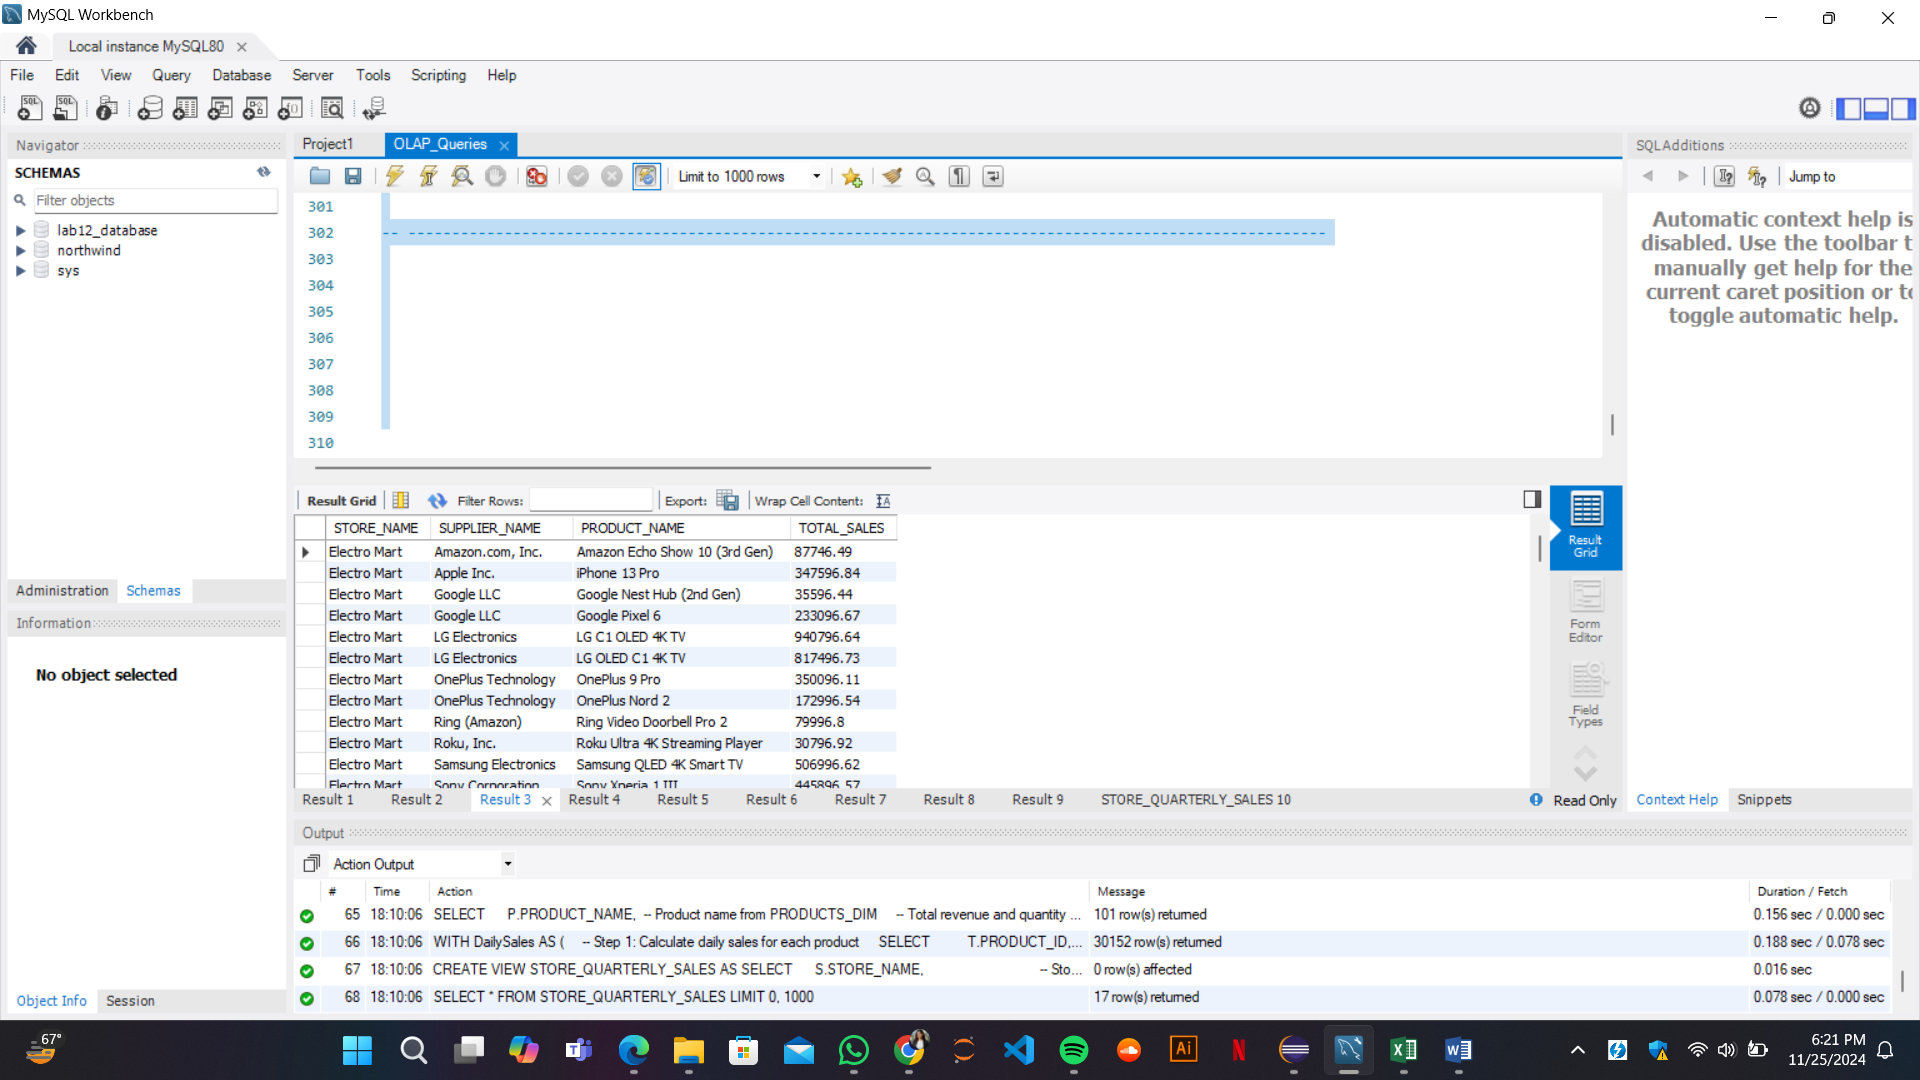 MySQL Workbench
Local instance MySQL80
File Edit View Query Database Server Tools Scripting Help
Navigator
SCHEMAS
Filter objects
lab12_database
northwind
sys
Administration Schemas
Information
No object selected
Object Info Session
Project1 OLAP_Queries
Limit to 1000 rows
301
302 -- --------------------------------------------------------------------------------------------
303
304
305
306
307
308
309
310
Result Grid Filter Rows: Export: Wrap Cell Content:
STORE_NAME SUPPLIER_NAME PRODUCT_NAME TOTAL_SALES
Electro Mart Amazon.com, Inc. Amazon Echo Show 10 (3rd Gen) 87746.49
Electro Mart Apple Inc. iPhone 13 Pro 347596.84
Electro Mart Google LLC Google Nest Hub (2nd Gen) 35596.44
Electro Mart Google LLC Google Pixel 6 233096.67
Electro Mart LG Electronics LG C1 OLED 4K TV 940796.64
Electro Mart LG Electronics LG OLED C1 4K TV 817496.73
Electro Mart OnePlus Technology OnePlus 9 Pro 350096.11
Electro Mart OnePlus Technology OnePlus Nord 2 172996.54
Electro Mart Ring (Amazon) Ring Video Doorbell Pro 2 79996.8
Electro Mart Roku, Inc. Roku Ultra 4K Streaming Player 30796.92
Electro Mart Samsung Electronics Samsung QLED 4K Smart TV 506996.62
Electro Mart Sony Corporation Sony Xperia 1 III 445896.57
Result Grid
Form Editor
Field Types
Result 1 Result 2 Result 3 Result 4 Result 5 Result 6 Result 7 Result 8 Result 9 STORE_QUARTERLY_SALES 10
Read Only
SQLAdditions
Jump to
Automatic context help is
disabled. Use the toolbar t
manually get help for the
current caret position or to
toggle automatic help.
Context Help Snippets
Output
Action Output
# Time Action Message Duration / Fetch
65 18:10:06 SELECT P.PRODUCT_NAME, -- Product name from PRODUCTS_DIM -- Total revenue and quantity ... 101 row(s) returned 0.156 sec / 0.000 sec
66 18:10:06 WITH DailySales AS ( -- Step 1: Calculate daily sales for each product SELECT T.PRODUCT_ID,... 30152 row(s) returned 0.188 sec / 0.078 sec
67 18:10:06 CREATE VIEW STORE_QUARTERLY_SALES AS SELECT S.STORE_NAME, -- Sto... 0 row(s) affected 0.016 sec
68 18:10:06 SELECT * FROM STORE_QUARTERLY_SALES LIMIT 0, 1000 17 row(s) returned 0.078 sec / 0.000 sec
67°
6:21 PM
11/25/2024